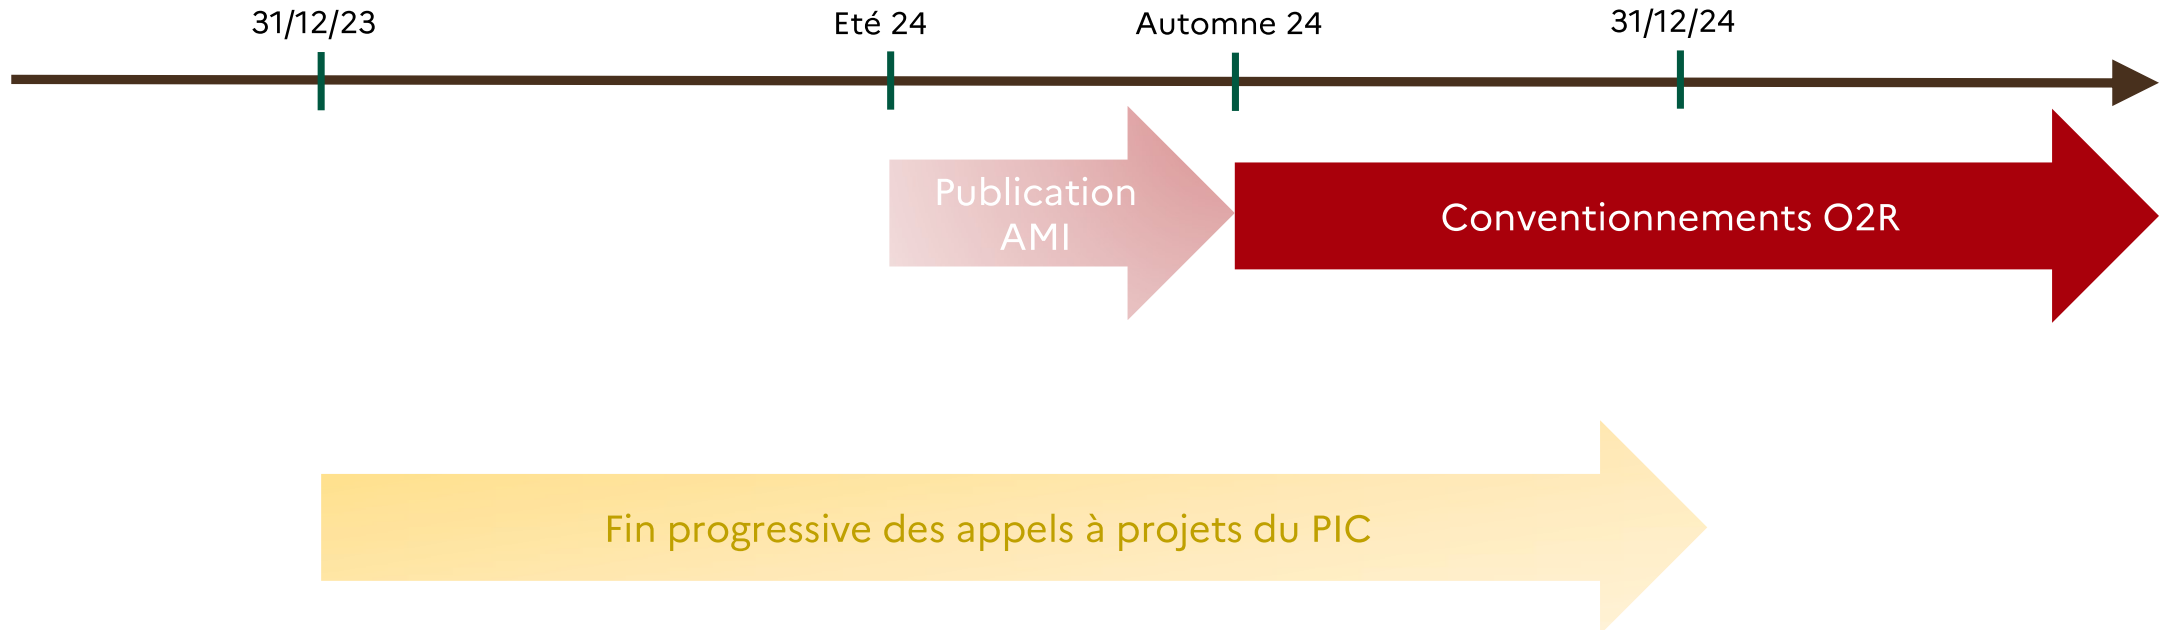 31/12/23
Eté 24
Automne 24
31/12/24
Publication
AMI
Conventionnements O2R
Fin progressive des appels à projets du PIC